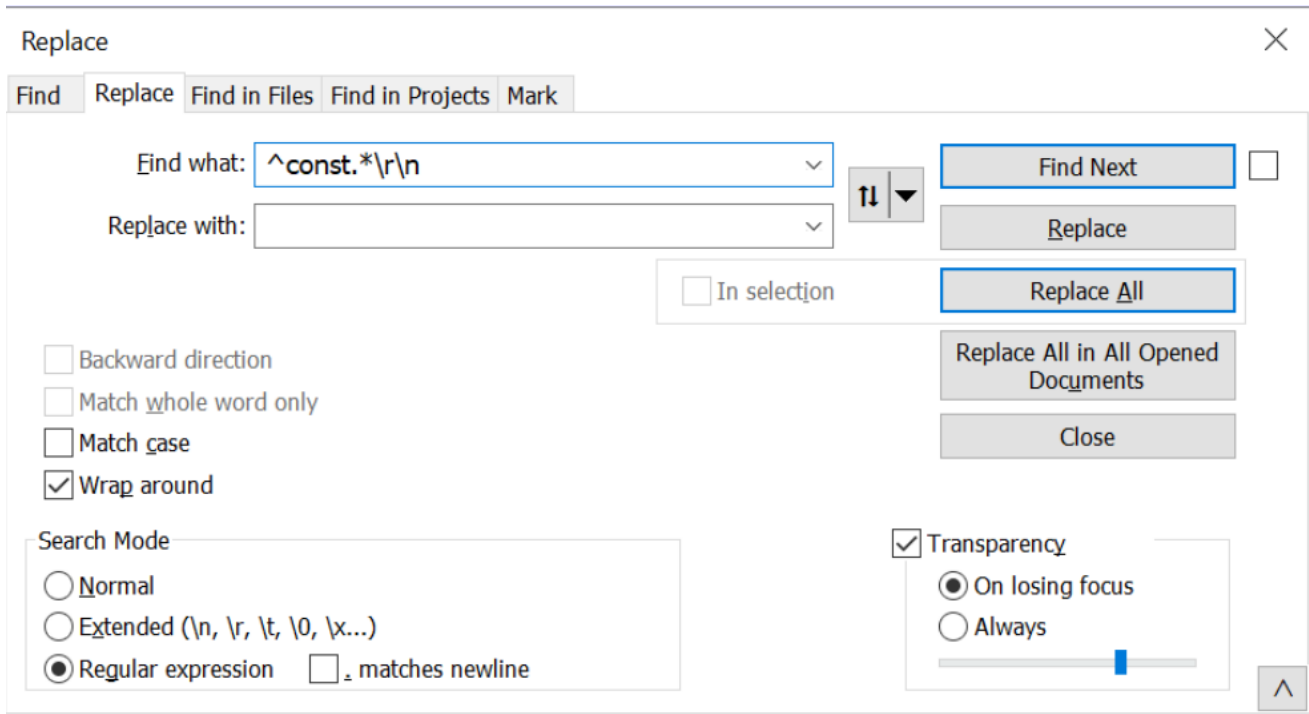 Replace
Find Replace Find in Files Find in Projects Mark
Find what: ^const.*\r\n Find Next
Replace with: Replace
In selection Replace All
Backward direction
Replace All in All Opened
Documents
Match whole word only
Match case
Close
Wrap around
Search Mode
Normal
Extended (\n, \r, \t, \0, \x...)
Regular expression . matches newline
Transparency
On losing focus
Always